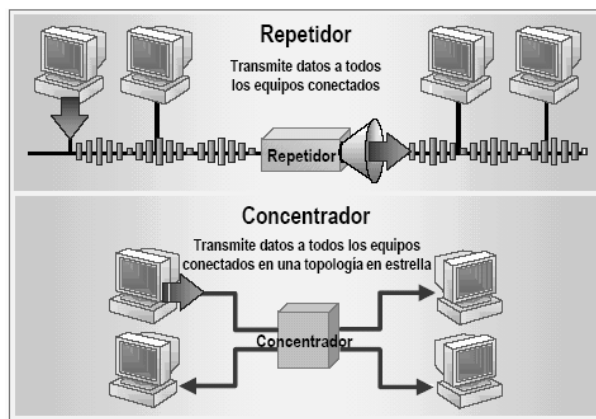 Repetidor
Transmite datos a todos
los equipos conectados
Repetidor
Concentrador
Transmite datos a todos los equipos
conectados en una topología en estrella
Concentrador